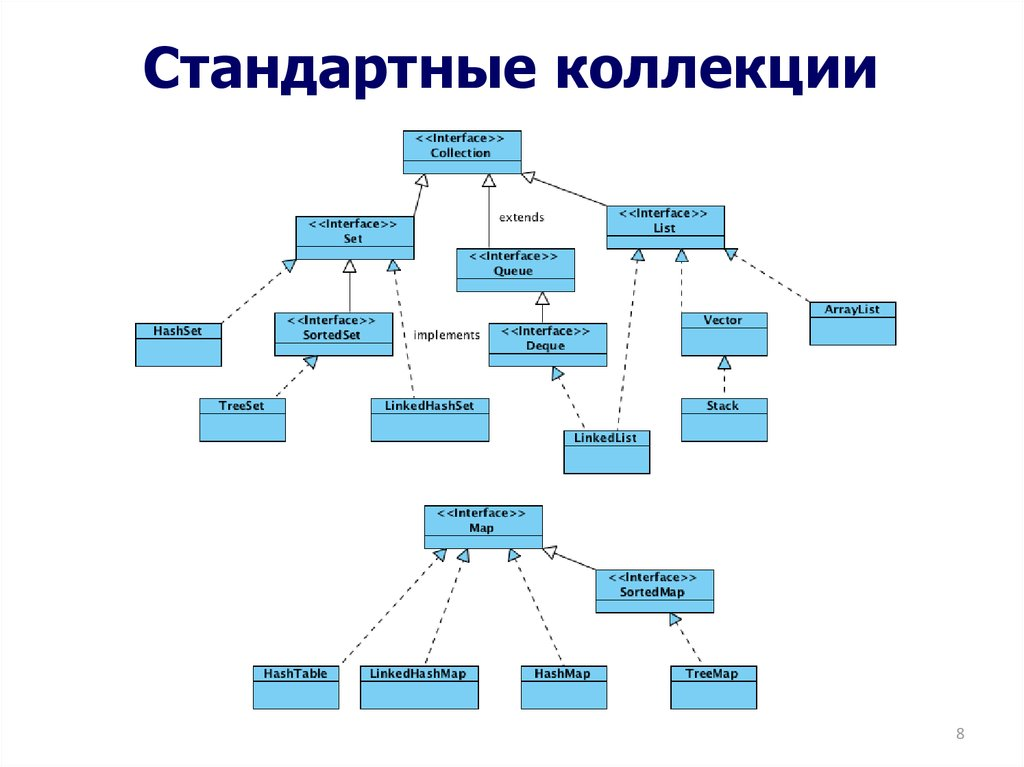 Стандартные коллекции
<<Interface>>
Collection
extends
<<Interface>>
Set
<<Interface>>
List
<<Interface>>
Queue
HashSet
<<Interface>>
SortedSet
implements
<<Interface>>
Deque
Vector
ArrayList
TreeSet
LinkedHashSet
Stack
LinkedList
<<Interface>>
Map
<<Interface>>
SortedMap
HashTable
LinkedHashMap
HashMap
TreeMap
8